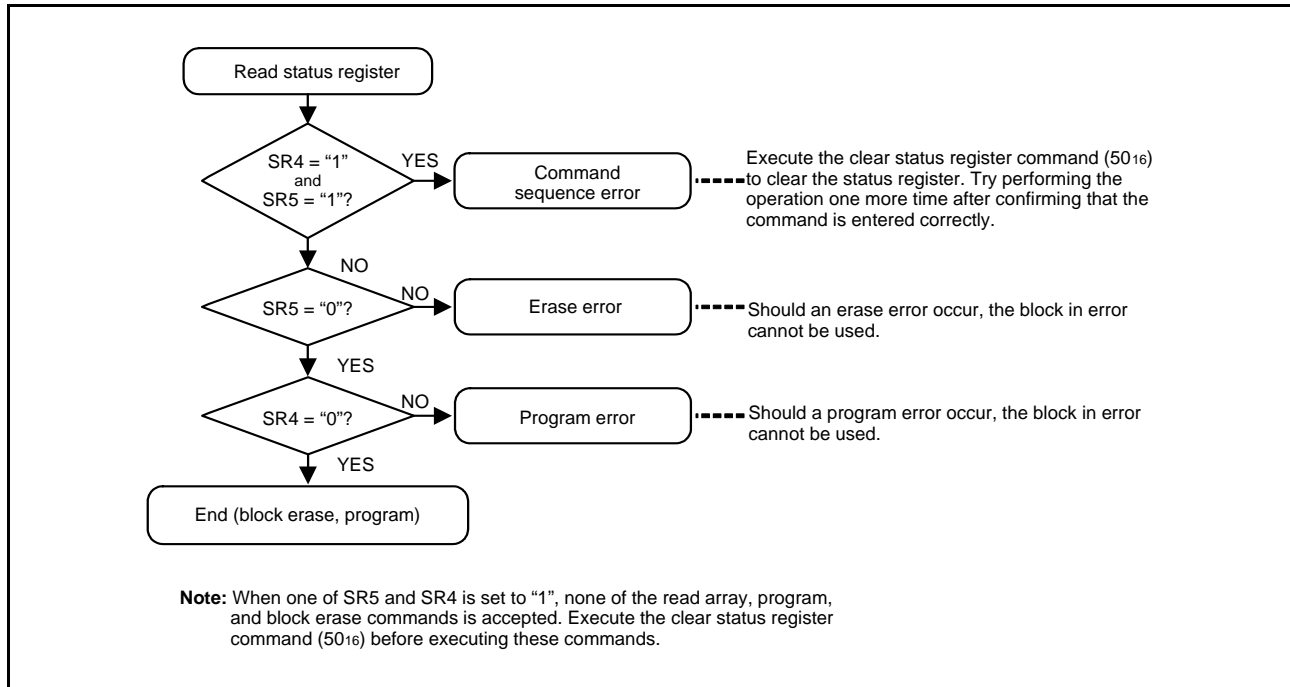 Read status register
SR4 = “1”
and
SR5 = “1”?
YES
Command
sequence error
Execute the clear status register command (5016)
to clear the status register. Try performing the
operation one more time after confirming that the
command is entered correctly.
NO
SR5 = “0”?
NO
Erase error
Should an erase error occur, the block in error
cannot be used.
YES
SR4 = “0”?
NO
Program error
Should a program error occur, the block in error
cannot be used.
YES
End (block erase, program)
Note: When one of SR5 and SR4 is set to “1”, none of the read array, program,
and block erase commands is accepted. Execute the clear status register
command (5016) before executing these commands.